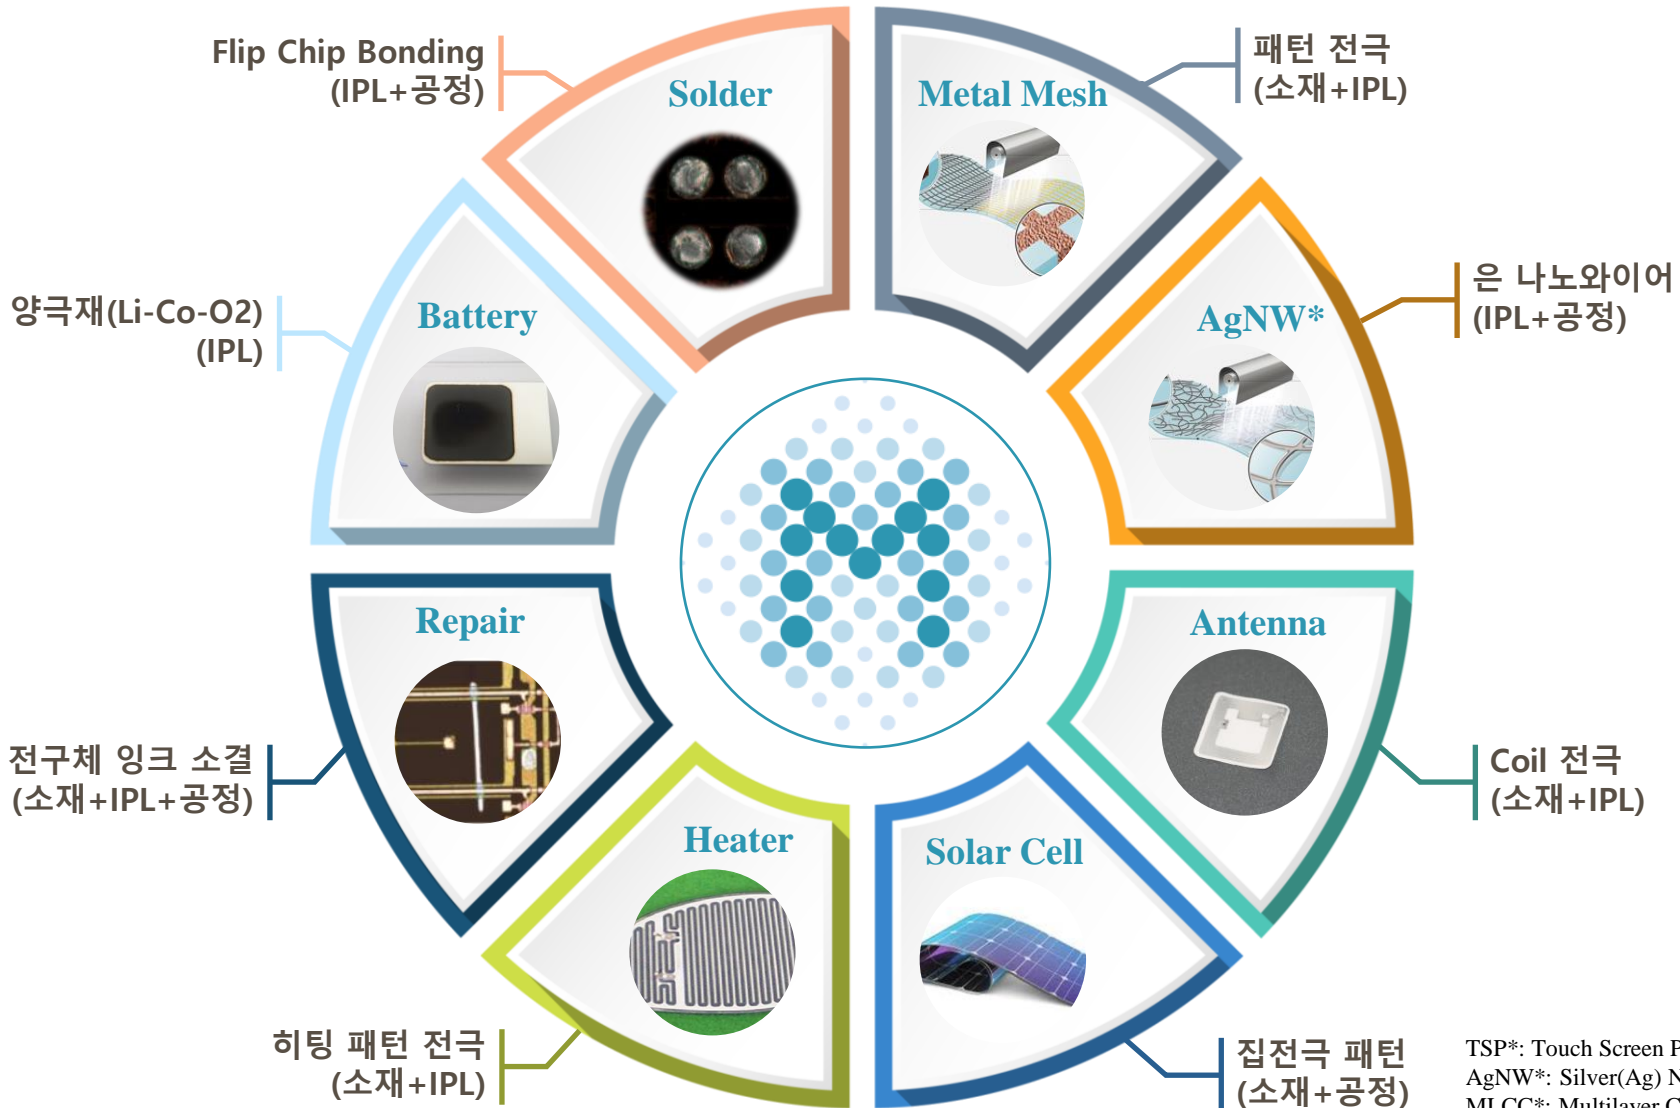 Flip Chip Bonding
(IPL+공정)
Solder
Metal Mesh
패턴 전극
(소재+IPL)
양극재(Li-Co-O2)
(IPL)
Battery
AgNW*
은 나노와이어
(IPL+공정)
전구체 잉크 소결
(소재+IPL+공정)
Repair
Antenna
Coil 전극
(소재+IPL)
Heater
Solar Cell
히팅 패턴 전극
(소재+IPL)
집전극 패턴
(소재+공정)
TSP*: Touch Screen
AgNW*: Silver(Ag)
MLCC*: Multilayer